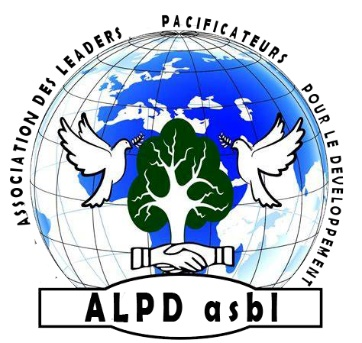 ASSOCIATION DES LEADERS PACIFICATEURS POUR LE DEVELOPPEMENT
ALPD asbl